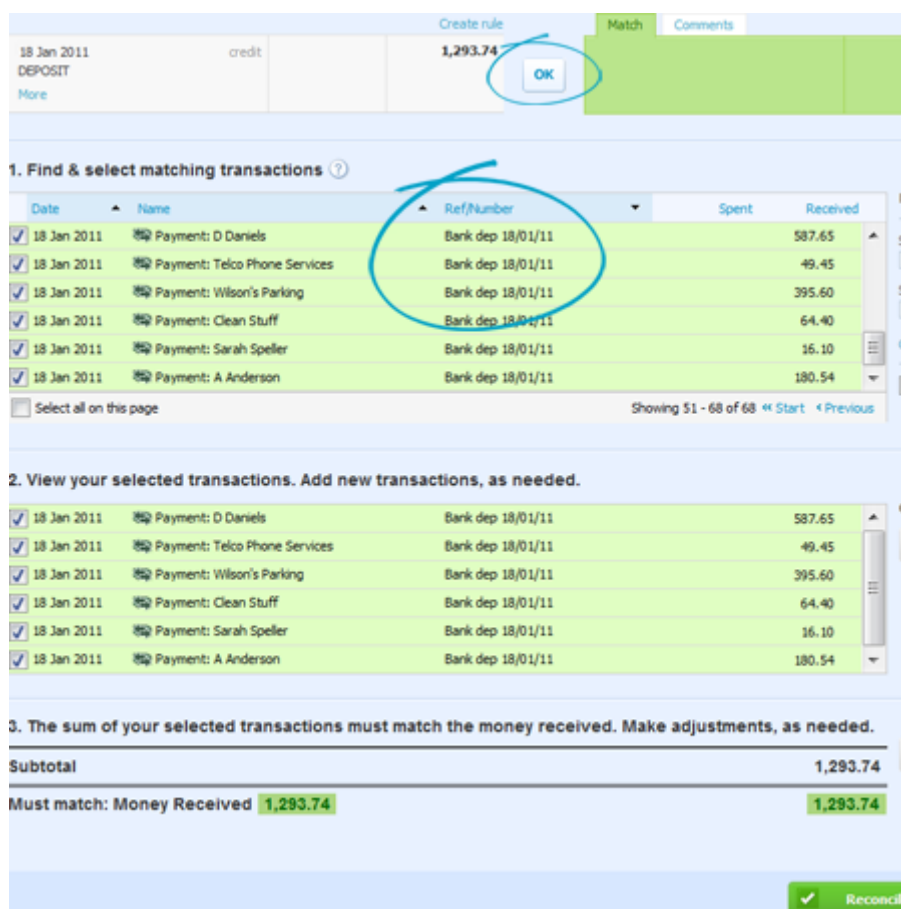 Create rule Match Comments
18 Jan 2011 credit 1,293.74
DEPOSIT OK
More
1. Find & select matching transactions ?
Date Name Ref/Number Spent Received
18 Jan 2011 Payment: D Daniels Bank dep 18/01/11 587.65
18 Jan 2011 Payment: Telco Phone Services Bank dep 18/01/11 49.45
18 Jan 2011 Payment: Wilson's Parking Bank dep 18/01/11 395.60
18 Jan 2011 Payment: Clean Stuff Bank dep 18/01/11 64.40
18 Jan 2011 Payment: Sarah Speller Bank dep 18/01/11 16.10
18 Jan 2011 Payment: A Anderson Bank dep 18/01/11 180.54
Select all on this page Showing 51 - 68 of 68 « Start Previous
2. View your selected transactions. Add new transactions, as needed.
18 Jan 2011 Payment: D Daniels Bank dep 18/01/11 587.65
18 Jan 2011 Payment: Telco Phone Services Bank dep 18/01/11 49.45
18 Jan 2011 Payment: Wilson's Parking Bank dep 18/01/11 395.60
18 Jan 2011 Payment: Clean Stuff Bank dep 18/01/11 64.40
18 Jan 2011 Payment: Sarah Speller Bank dep 18/01/11 16.10
18 Jan 2011 Payment: A Anderson Bank dep 18/01/11 180.54
3. The sum of your selected transactions must match the money received. Make adjustments, as needed.
Subtotal 1,293.74
Must match: Money Received 1,293.74 1,293.74
Reconcil